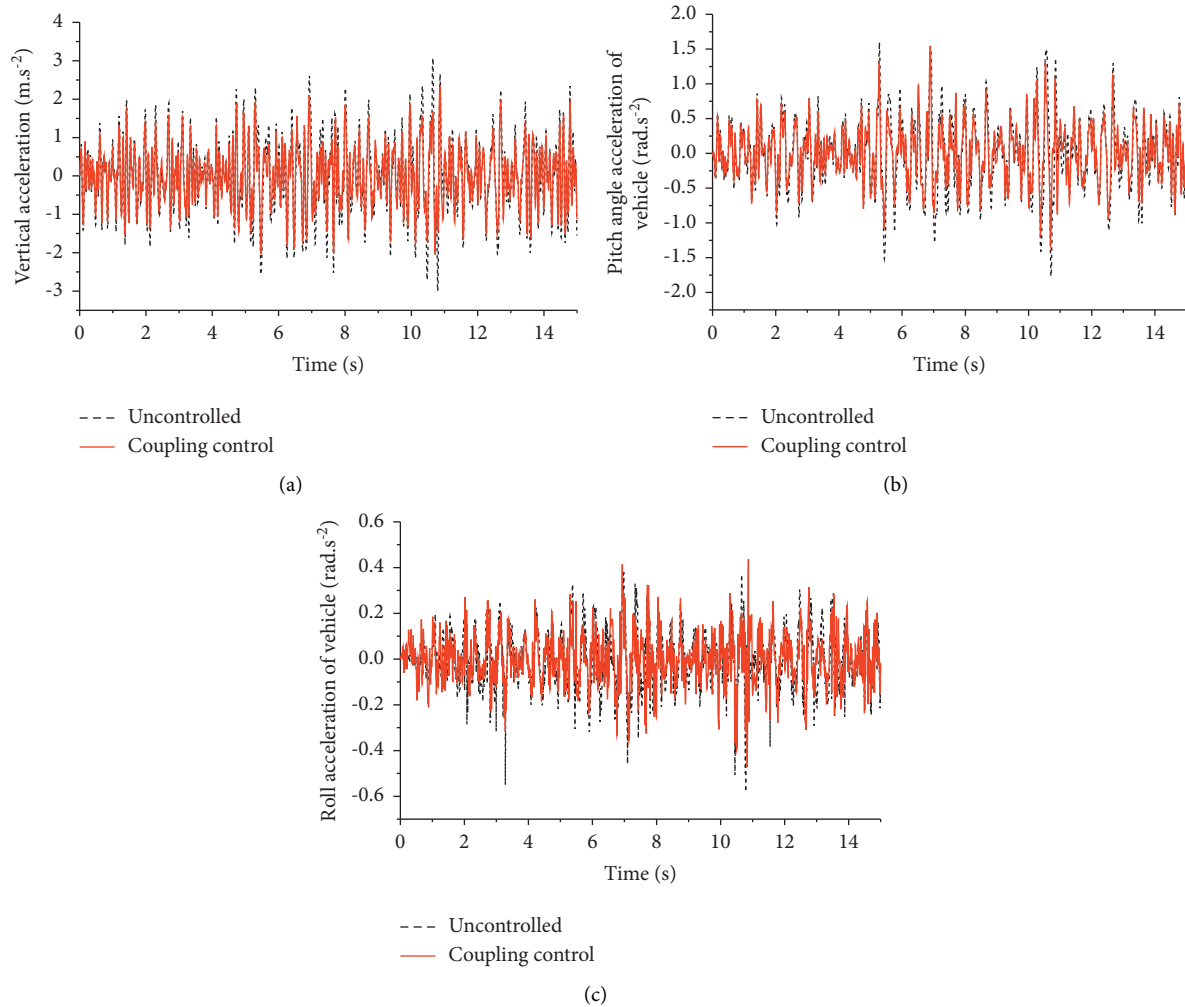 Vertical acceleration (m.s-2)
4
3
2
1
0
-1
-2
-3
0 2 4 6 8 10 12 14
Time (s)
Uncontrolled
Coupling control
(a)
Pitch angle acceleration of
vehicle (rad.s-2)
2.0
1.5
1.0
0.5
0.0
-0.5
-1.0
-1.5
-2.0
0 2 4 6 8 10 12 14
Time (s)
Uncontrolled
Coupling control
(b)
Roll acceleration of vehicle (rad.s-2)
0.6
0.4
0.2
0.0
-0.2
-0.4
-0.6
0 2 4 6 8 10 12 14
Time (s)
Uncontrolled
Coupling control
(c)